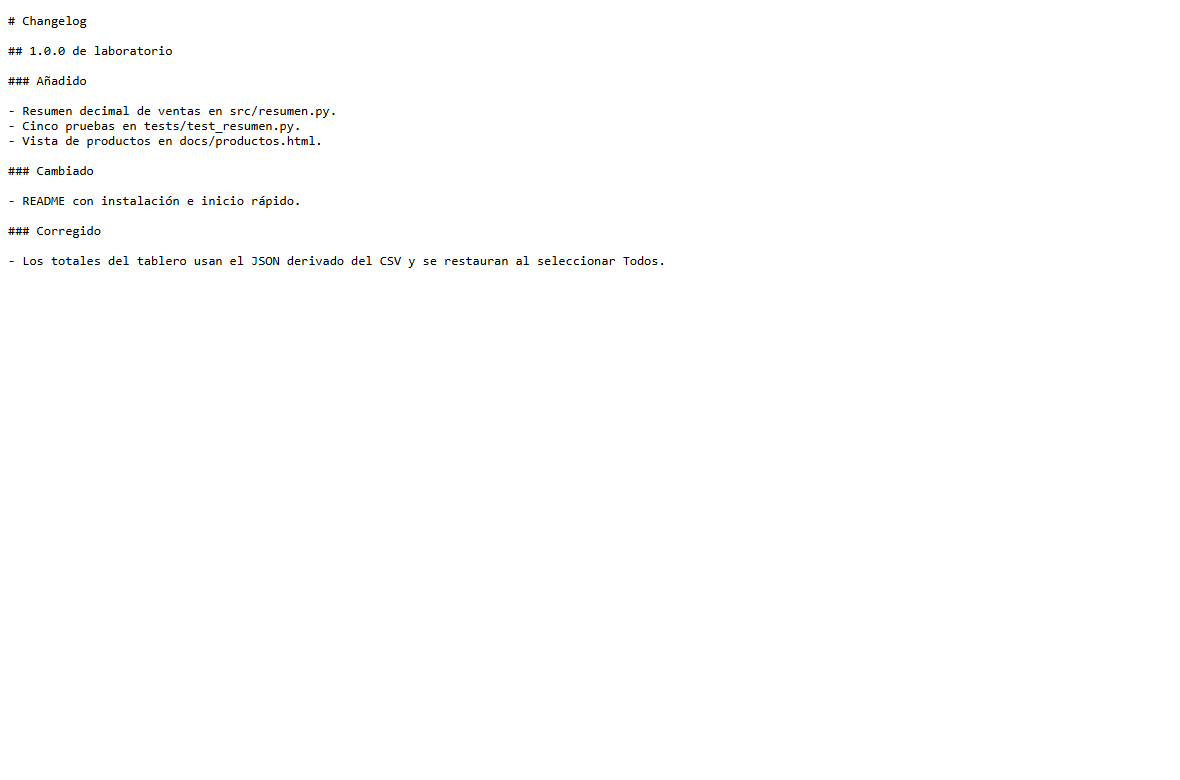 # Changelog
## 1.0.0 de laboratorio
### Añadido
- Resumen decimal de ventas en src/resumen.py.
- Cinco pruebas en tests/test_resumen.py.
- Vista de productos en docs/productos.html.
### Cambiado
- README con instalación e inicio rápido.
### Corregido
- Los totales del tablero usan el JSON derivado del CSV y se restauran al seleccionar Todos.